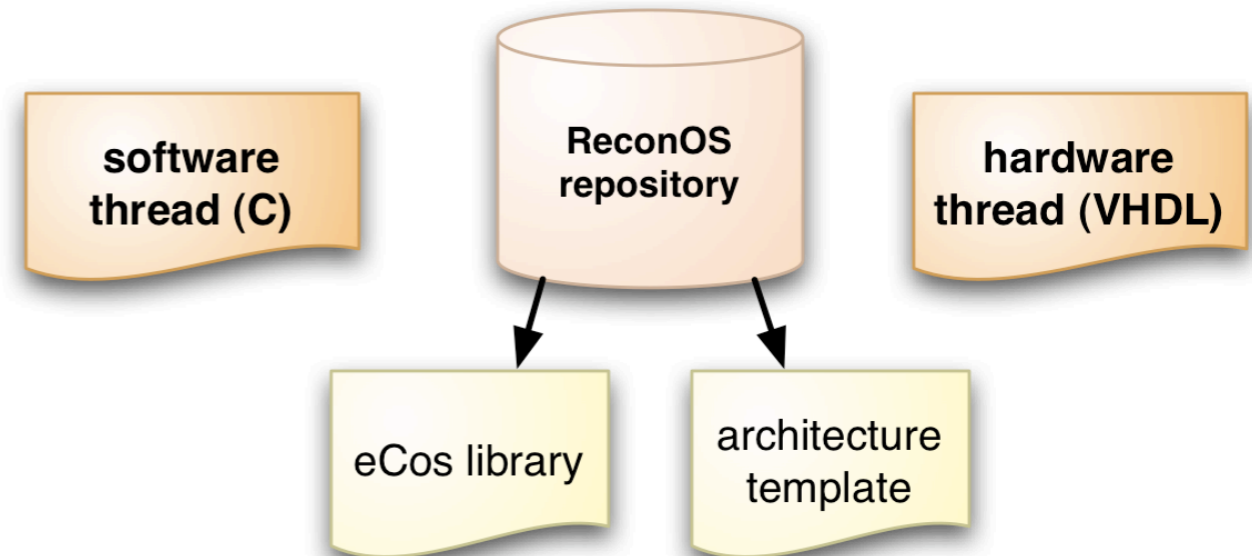 software
thread (C)
ReconOS
repository
hardware
thread (VHDL)
eCos library
architecture
template